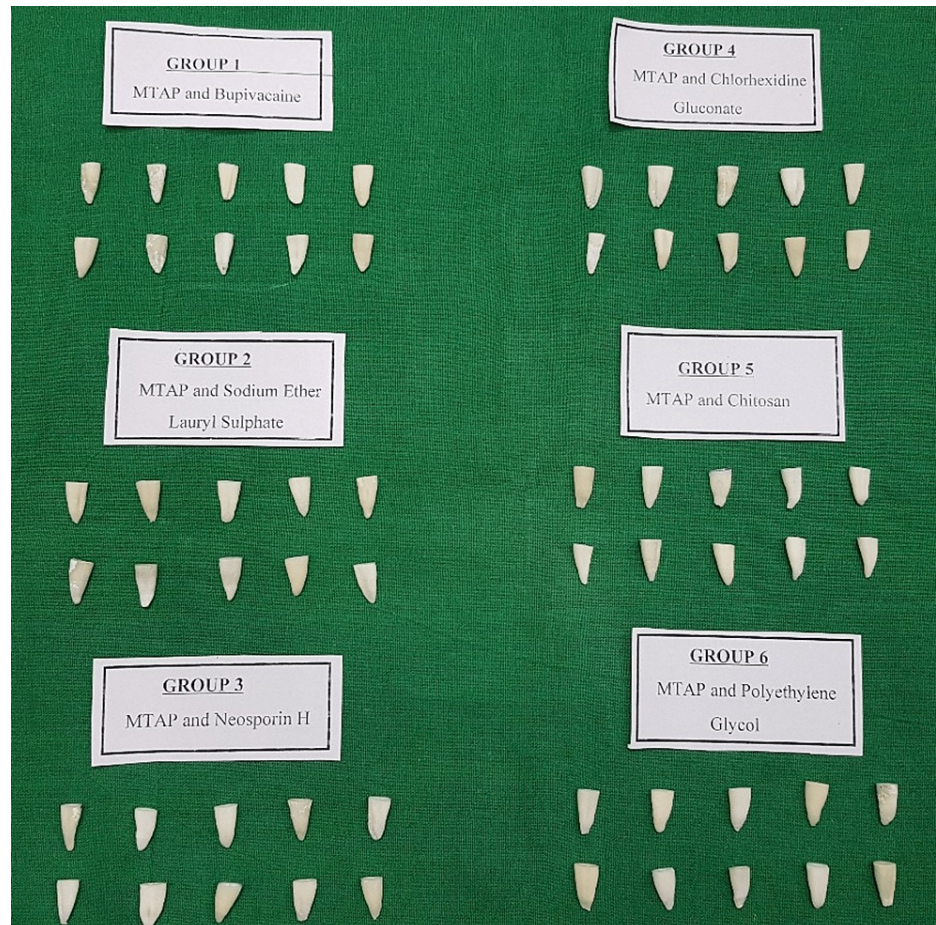 GROUP 1
MTAP and Bupivacaine
GROUP 2
MTAP and Sodium Ether
Lauryl Sulphate
GROUP 3
MTAP and Neosporin H
GROUP 4
MTAP and Chlorhexidine
Gluconate
GROUP 5
MTAP and Chitosan
GROUP 6
MTAP and Polyethylene
Glycol